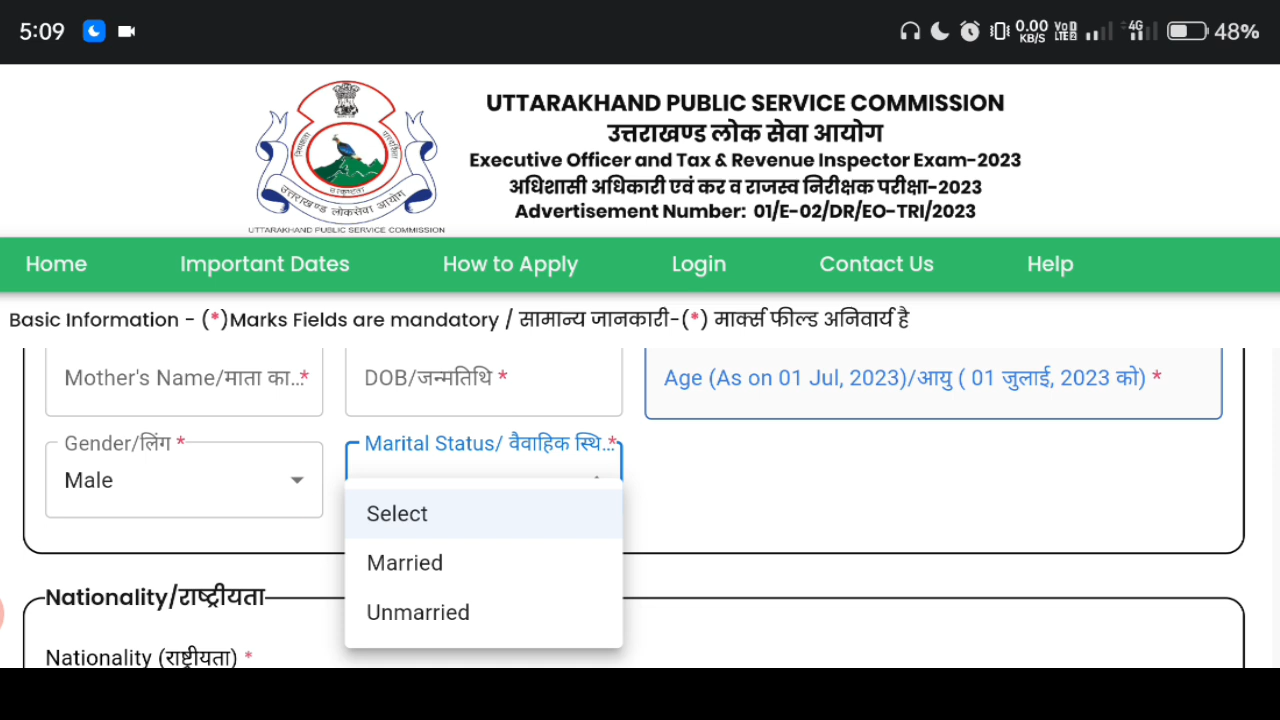 5:09
0.00 KB/S
VoD LTE
4G
48%
UTTARAKHAND PUBLIC SERVICE COMMISSION
उत्तराखण्ड लोक सेवा आयोग
Executive Officer and Tax & Revenue Inspector Exam-2023
अधिशासी अधिकारी एवं कर व राजस्व निरीक्षक परीक्षा-2023
Advertisement Number: 01/E-02/DR/EO-TRI/2023
उत्तराखण्ड लोकसेवा आयोग
UTTARAKHAND PUBLIC SERVICE COMMISSION
Home Important Dates How to Apply Login Contact Us Help
Basic Information - (*)Marks Fields are mandatory / सामान्य जानकारी-(*) मार्क्स फील्ड अनिवार्य है
Mother's Name/माता का...* DOB/जन्मतिथि * Age (As on 01 Jul, 2023)/आयु ( 01 जुलाई, 2023 को) *
Gender/लिंग * Marital Status/ वैवाहिक स्थि...*
Male
Select
Married
Unmarried
Nationality/राष्ट्रीयता
Nationality (राष्ट्रीयता) *